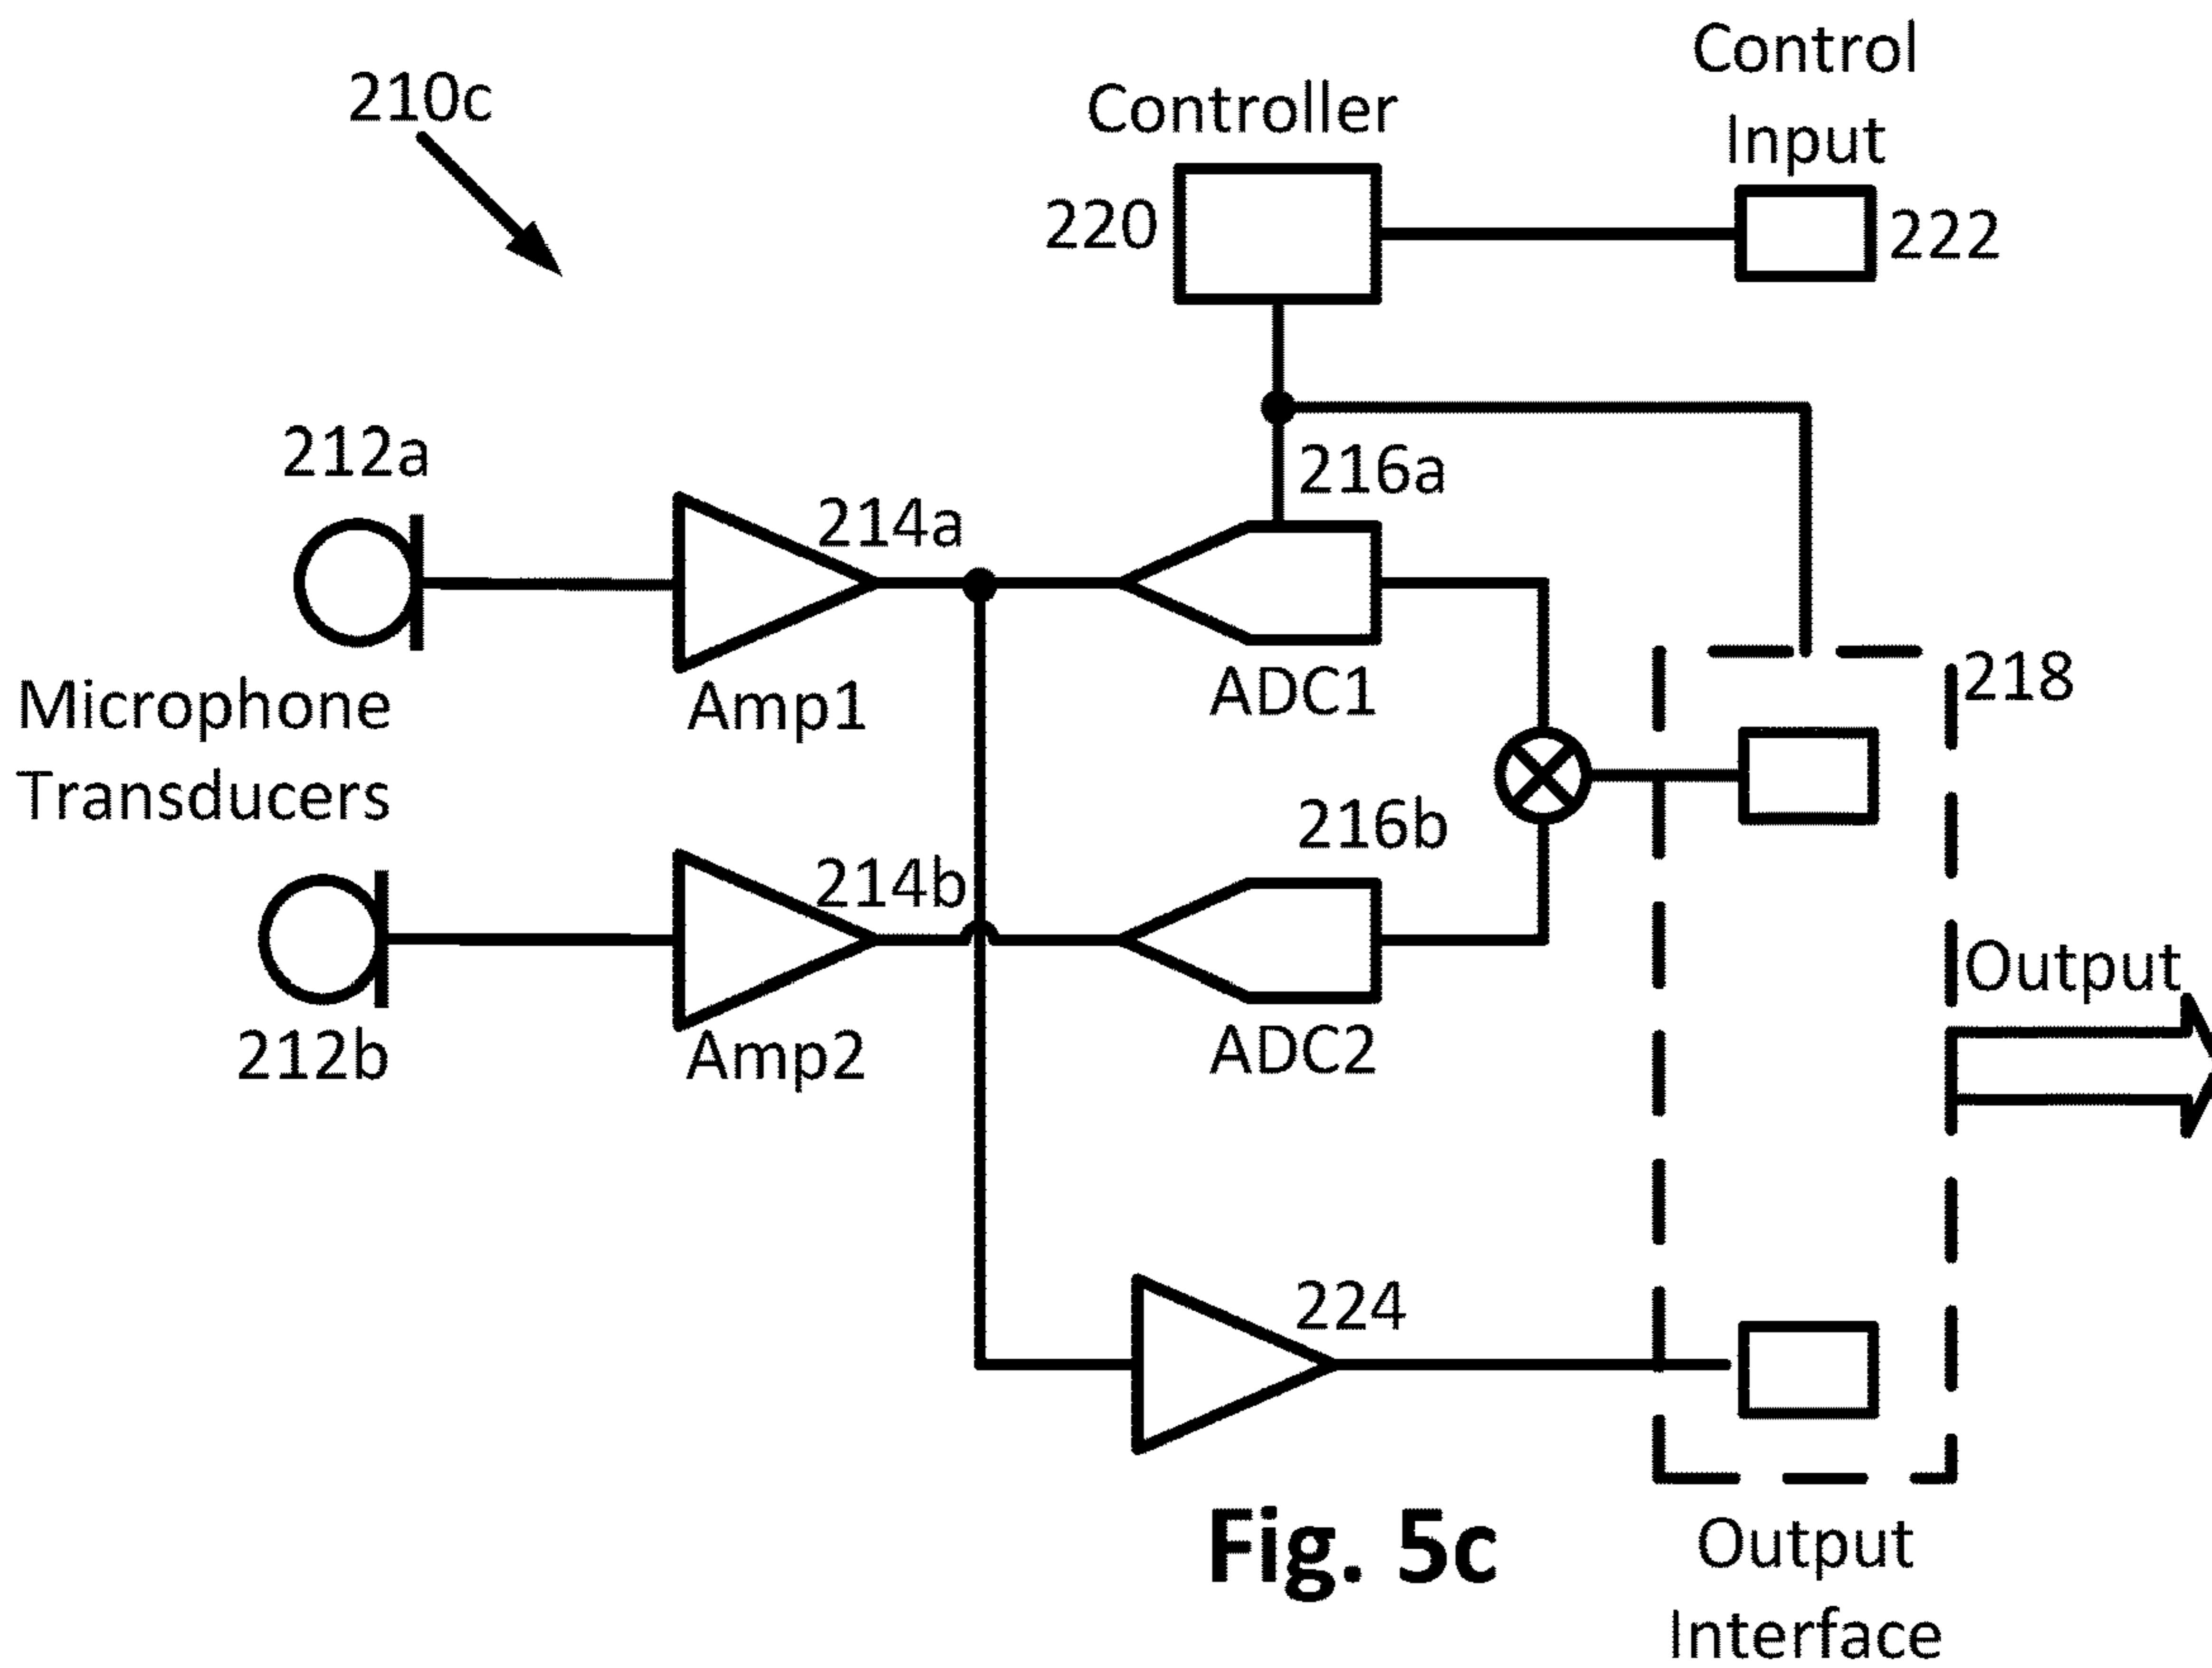 210c
Controller
Control
Input
220
222
212a
214a
216a
218
Microphone
Transducers
Amp1
ADC1
214b
216b
Output
212b
Amp2
ADC2
224
Fig. 5c
Output
Interface